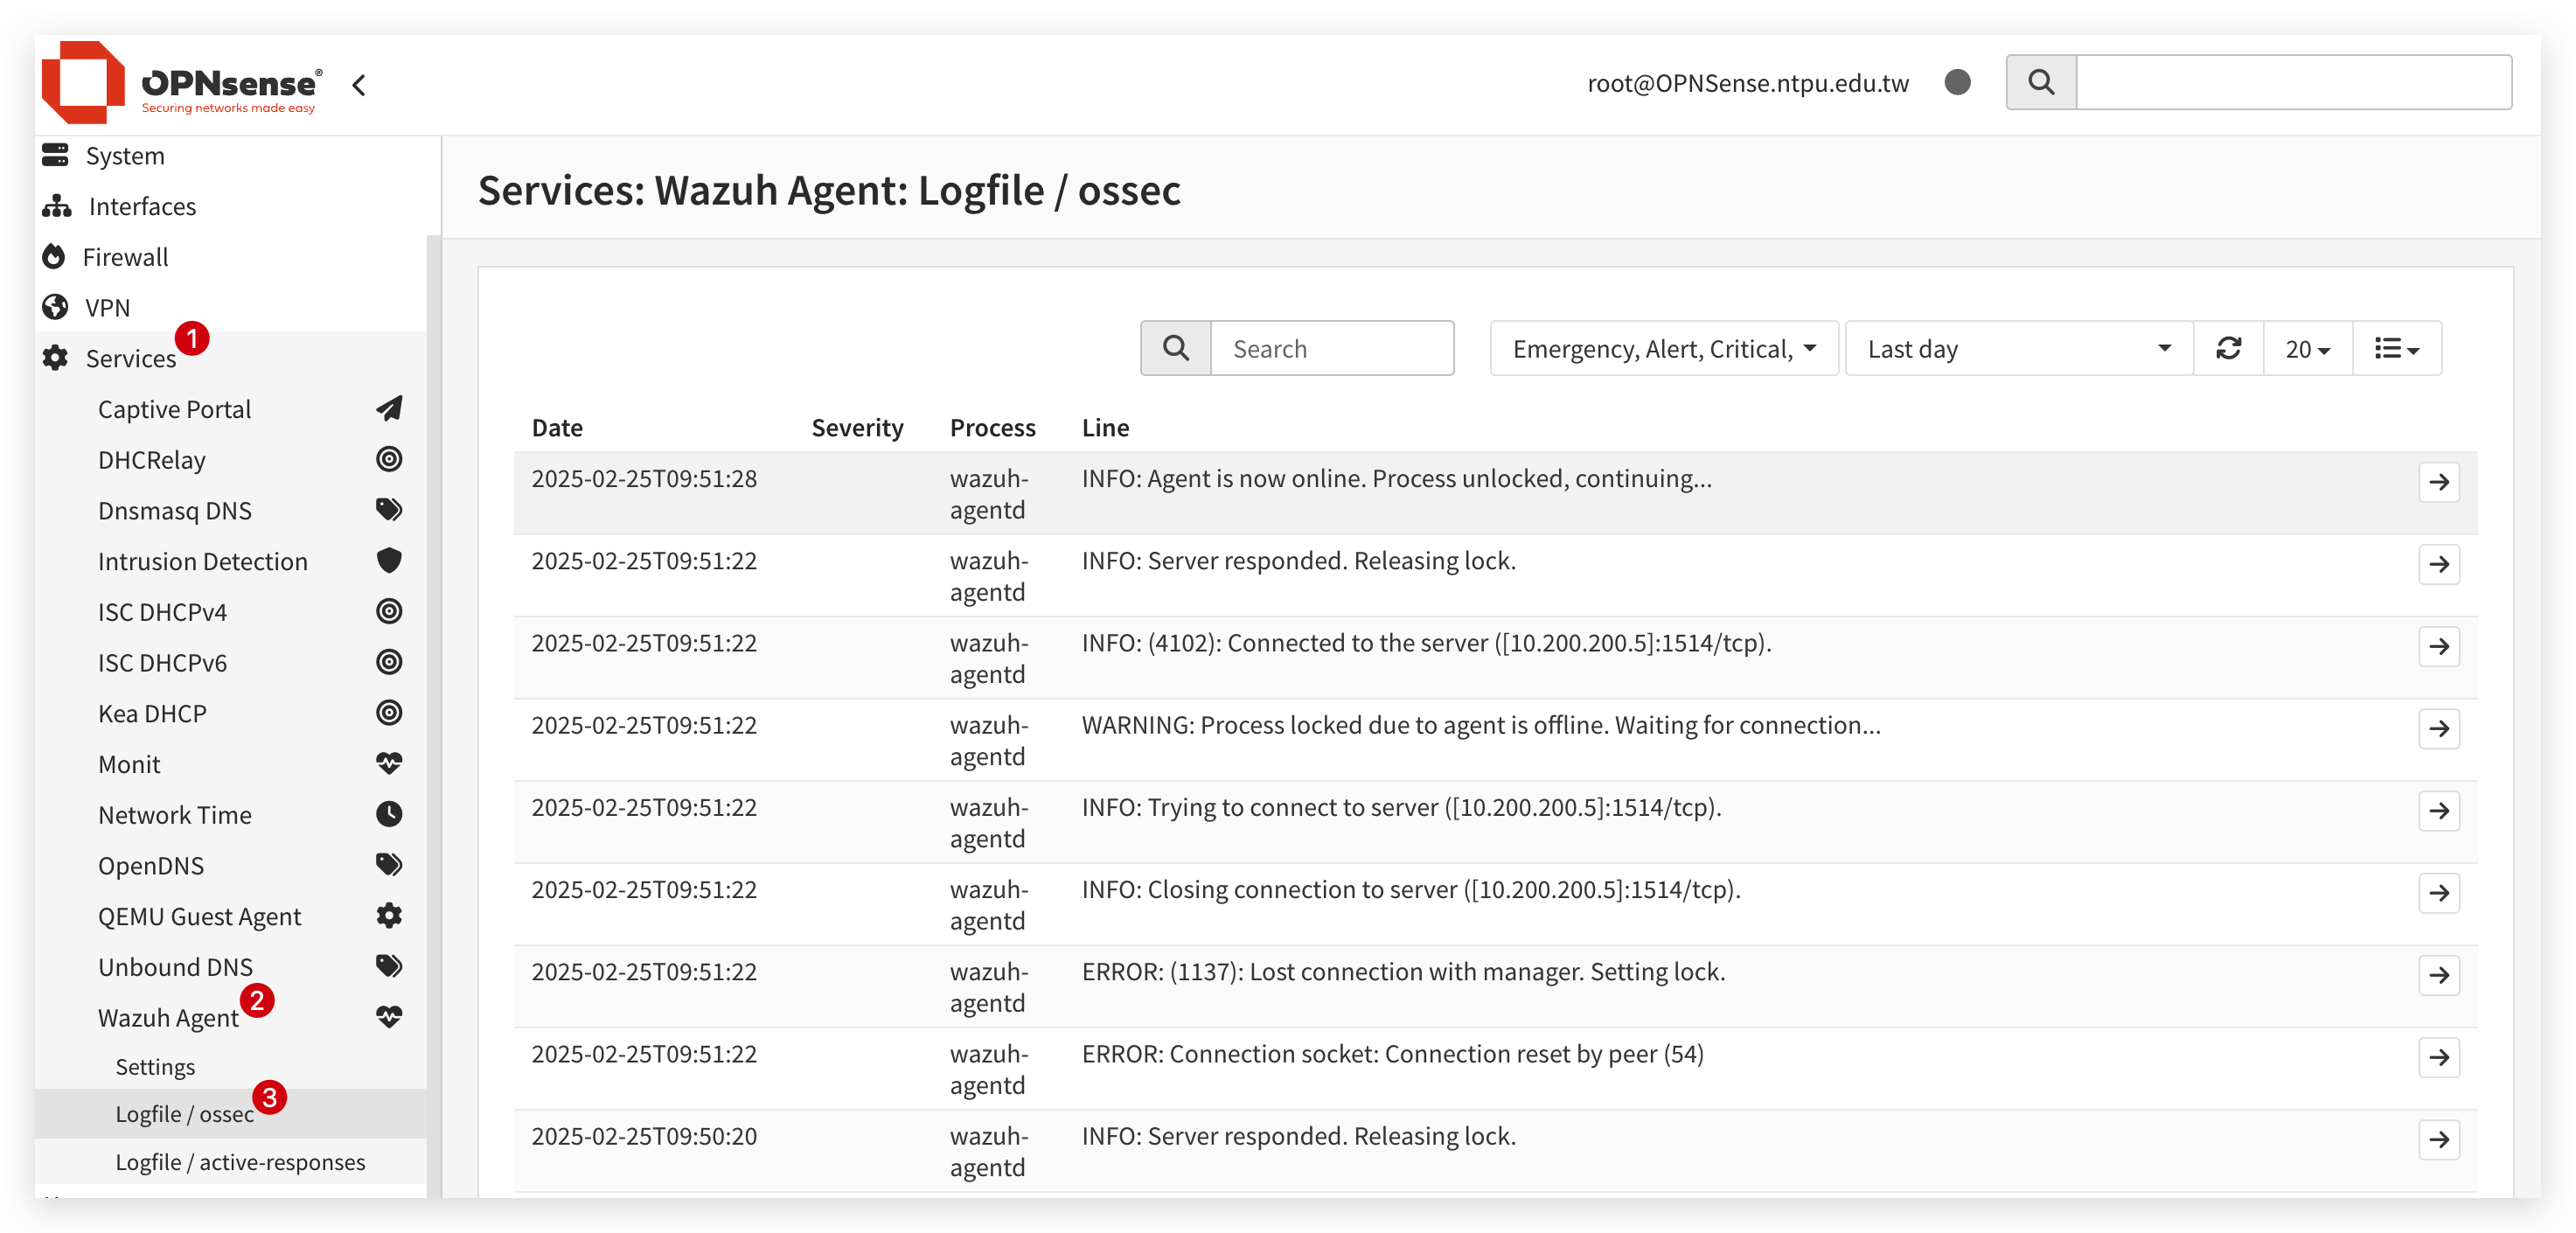 OPNsense®
Securing networks made easy
root@OPNSense.ntpu.edu.tw
System
Interfaces
Firewall
VPN
1
Services
Captive Portal
DHCRelay
Dnsmasq DNS
Intrusion Detection
ISC DHCPv4
ISC DHCPv6
Kea DHCP
Monit
Network Time
OpenDNS
QEMU Guest Agent
Unbound DNS
2
Wazuh Agent
Settings
3
Logfile / ossec
Logfile / active-responses
Services: Wazuh Agent: Logfile / ossec
Search
Emergency, Alert, Critical,
Last day
20
Date Severity Process Line
2025-02-25T09:51:28 wazuh- INFO: Agent is now online. Process unlocked, continuing...
agentd
2025-02-25T09:51:22 wazuh- INFO: Server responded. Releasing lock.
agentd
2025-02-25T09:51:22 wazuh- INFO: (4102): Connected to the server ([10.200.200.5]:1514/tcp).
agentd
2025-02-25T09:51:22 wazuh- WARNING: Process locked due to agent is offline. Waiting for connection...
agentd
2025-02-25T09:51:22 wazuh- INFO: Trying to connect to server ([10.200.200.5]:1514/tcp).
agentd
2025-02-25T09:51:22 wazuh- INFO: Closing connection to server ([10.200.200.5]:1514/tcp).
agentd
2025-02-25T09:51:22 wazuh- ERROR: (1137): Lost connection with manager. Setting lock.
agentd
2025-02-25T09:51:22 wazuh- ERROR: Connection socket: Connection reset by peer (54)
agentd
2025-02-25T09:50:20 wazuh- INFO: Server responded. Releasing lock.
agentd